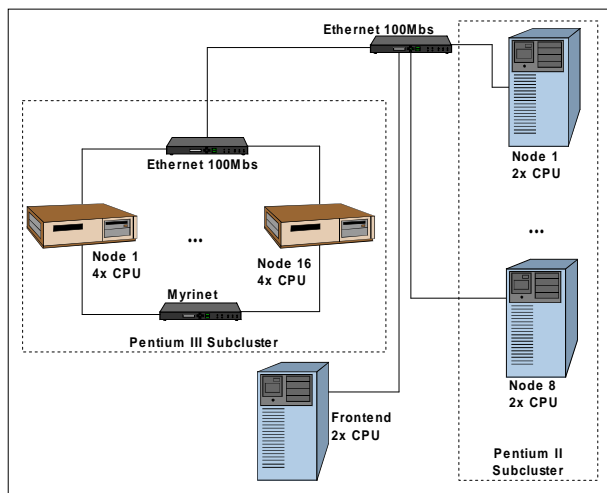 Ethernet 100Mbs
Ethernet 100Mbs
Node 1
2x CPU
Node 1
4x CPU
...
Node 16
4x CPU
...
Myrinet
Pentium III Subcluster
Node 8
2x CPU
Frontend
2x CPU
Pentium II
Subcluster